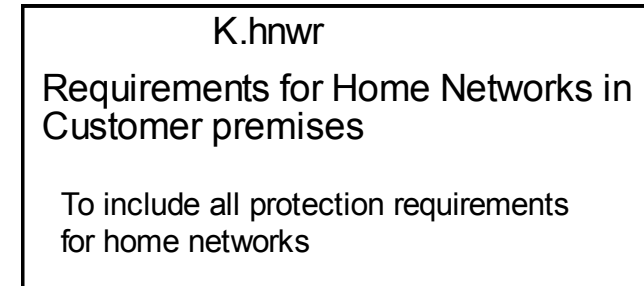 K.hnwr
Requirements for Home Networks in
Customer premises
To include all protection requirements
for home networks